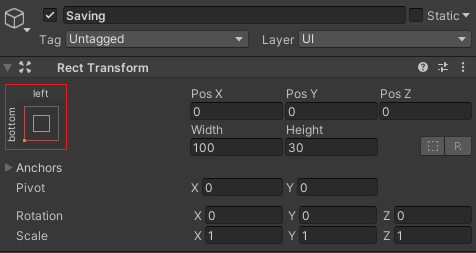 Saving Static
Tag Untagged Layer UI
Rect Transform
left
bottom
Pos X Pos Y Pos Z
0 0 0
Width Height
100 30
R
Anchors
Pivot X 0 Y 0
Rotation X 0 Y 0 Z 0
Scale X 1 Y 1 Z 1